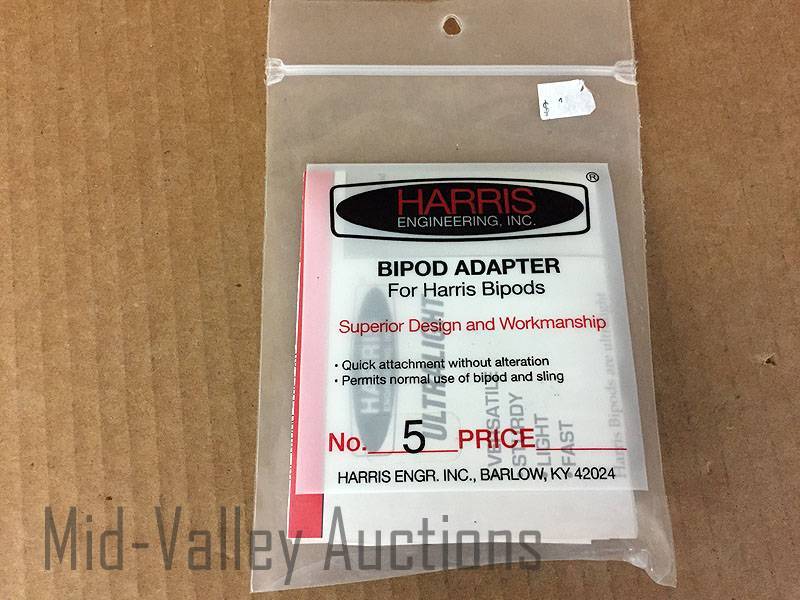 HARRIS ®
ENGINEERING, INC.
BIPOD ADAPTER
For Harris Bipods
Superior Design and Workmanship
• Quick attachment without alteration
• Permits normal use of bipod and sling
No. 5 PRICE
HARRIS ENGR. INC., BARLOW, KY 42024
HARRIS
ULTRALIGHT
VERSATILE
STURDY
• LIGHT
• FAST
Harris Bipods are
Mid-Valley Auctions